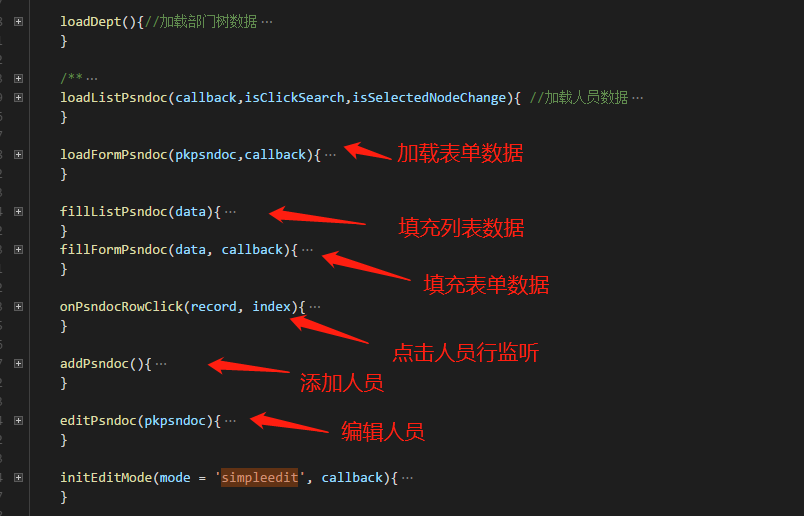 loadDept(){//加载部门树数据 ···
}
/** ···
loadListPsndoc(callback,isClickSearch,isSelectedNodeChange){ //加载人员数据 ···
}
loadFormPsndoc(pkpsndoc,callback){ ··· 加载表单数据
}
fillListPsndoc(data){ ··· 填充列表数据
}
fillFormPsndoc(data, callback){ ··· 填充表单数据
}
onPsndocRowClick(record, index){ ··· 点击人员行监听
}
addPsndoc(){ ··· 添加人员
}
editPsndoc(pkpsndoc){ ··· 编辑人员
}
initEditMode(mode = 'simpleedit', callback){ ···
}